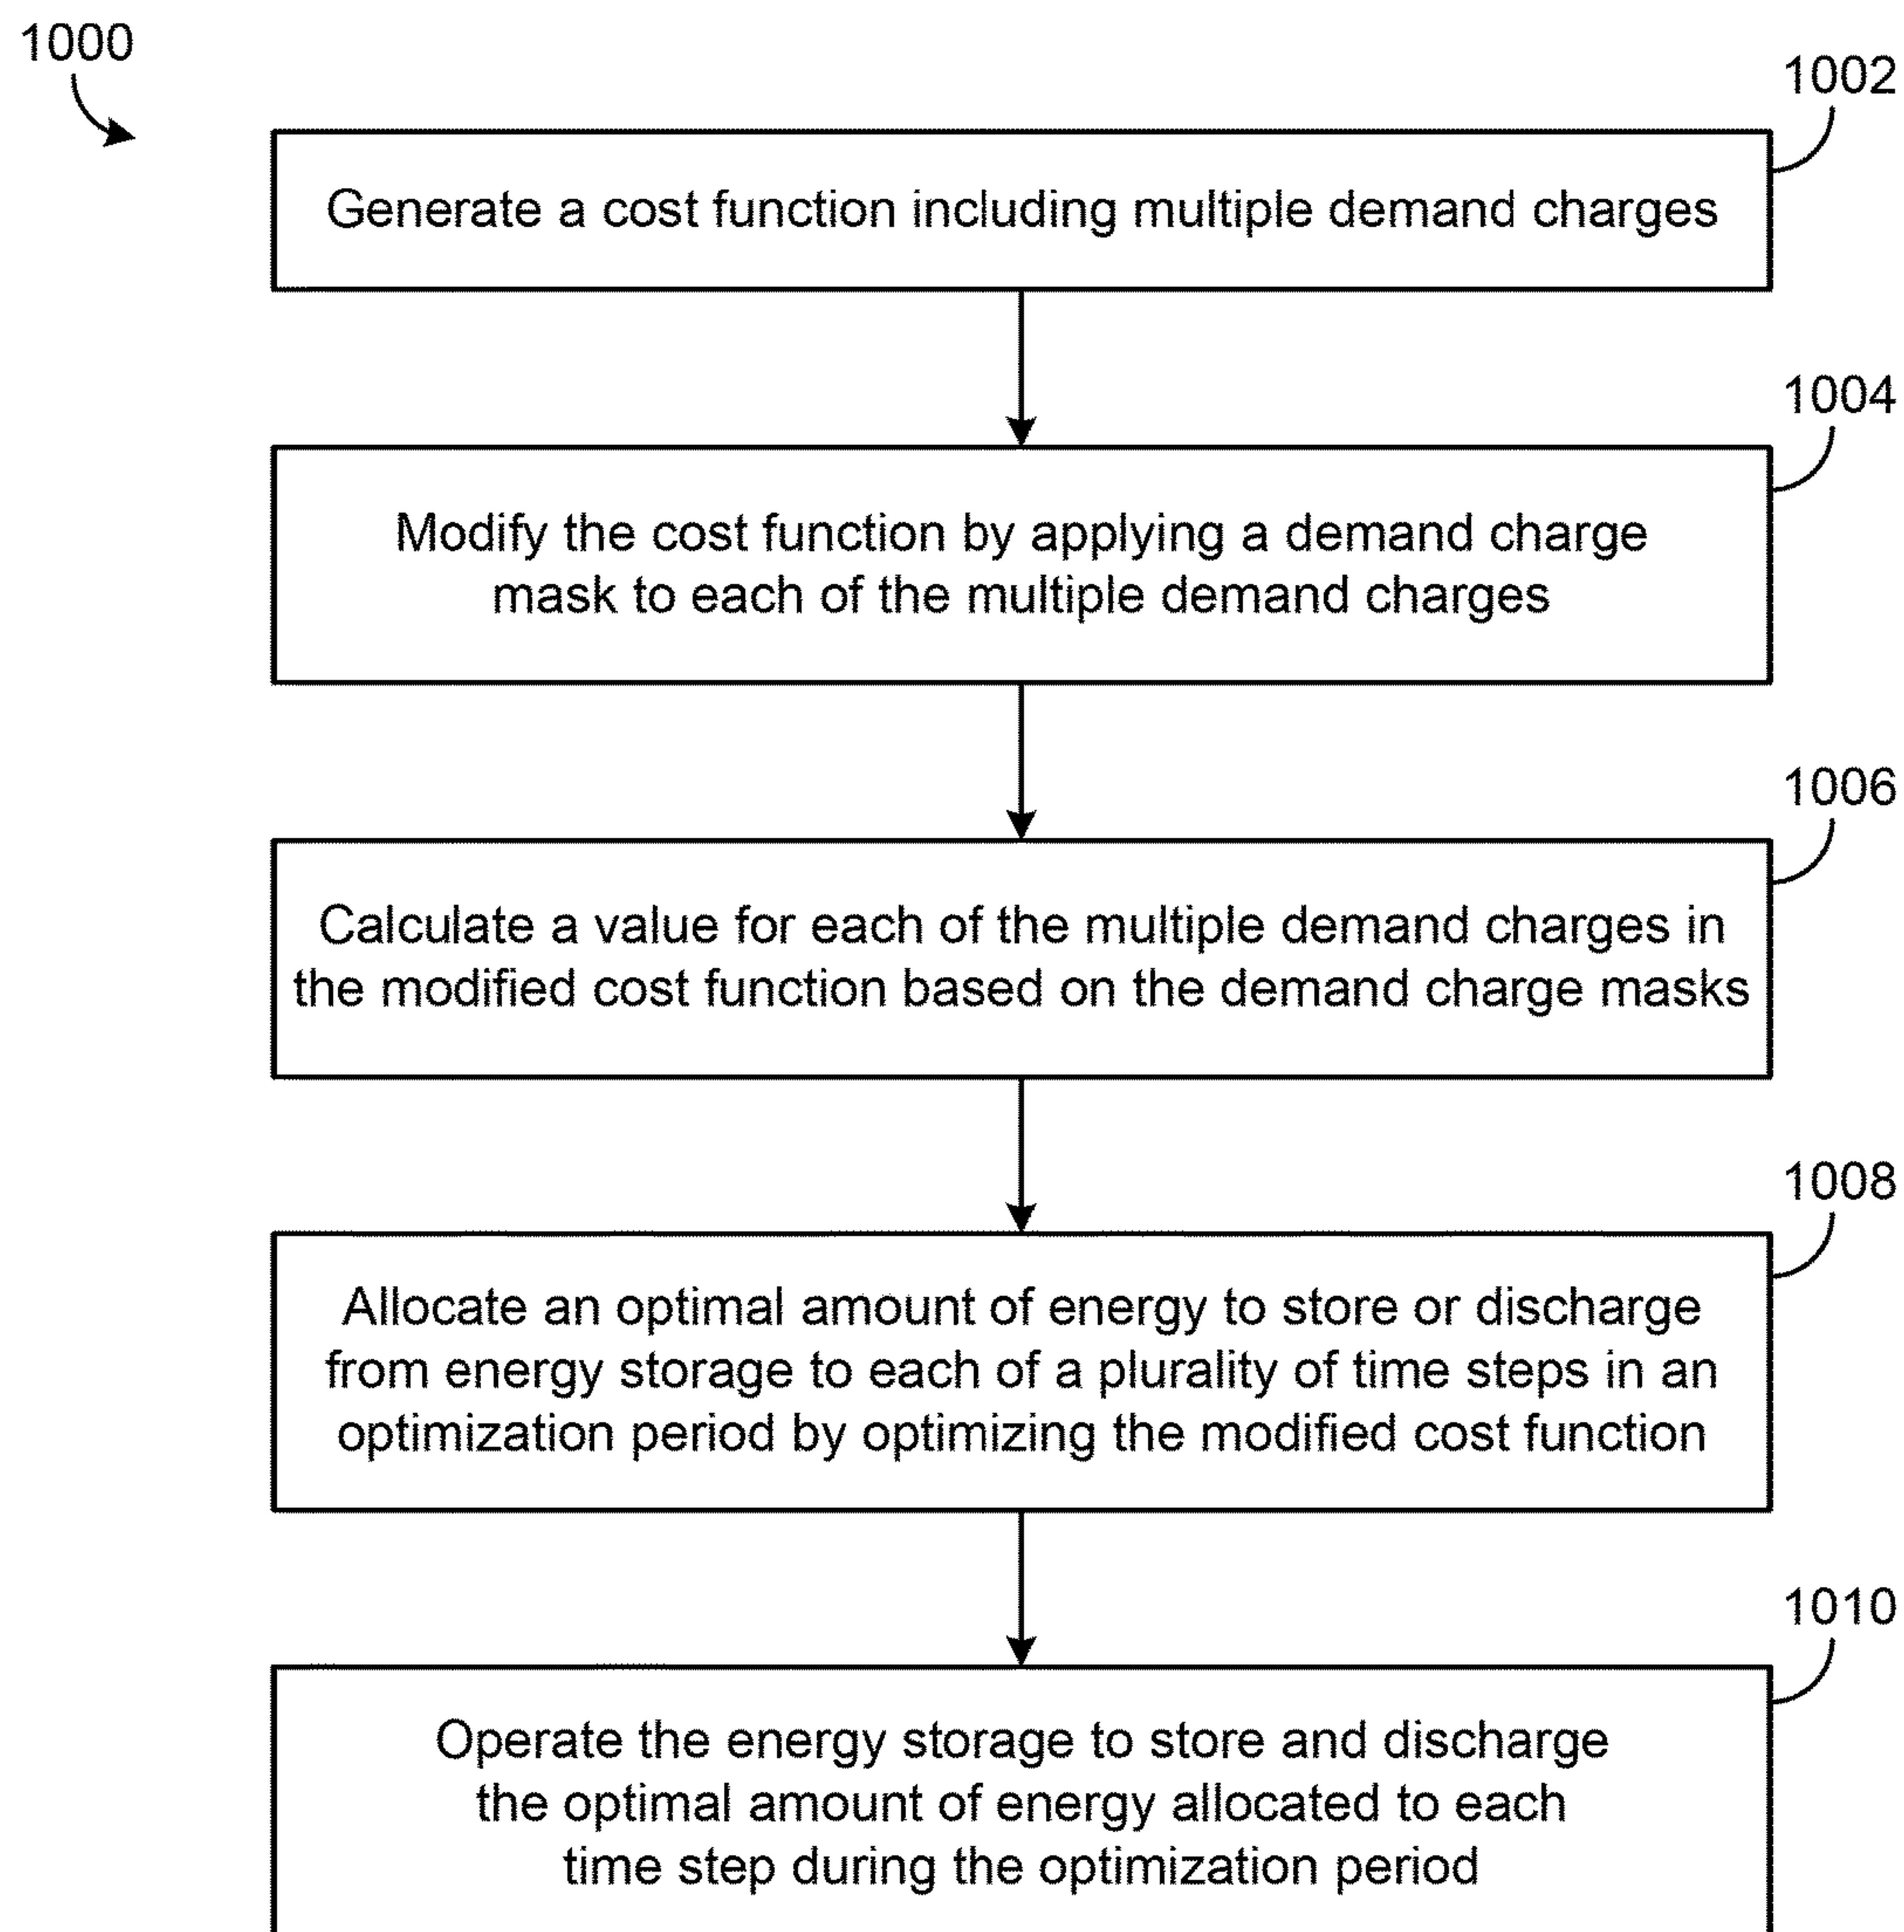 1000
1002
Generate a cost function including multiple demand charges
1004
Modify the cost function by applying a demand charge
mask to each of the multiple demand charges
1006
Calculate a value for each of the multiple demand charges in
the modified cost function based on the demand charge masks
1008
Allocate an optimal amount of energy to store or discharge
from energy storage to each of a plurality of time steps in an
optimization period by optimizing the modified cost function
1010
Operate the energy storage to store and discharge
the optimal amount of energy allocated to each
time step during the optimization period